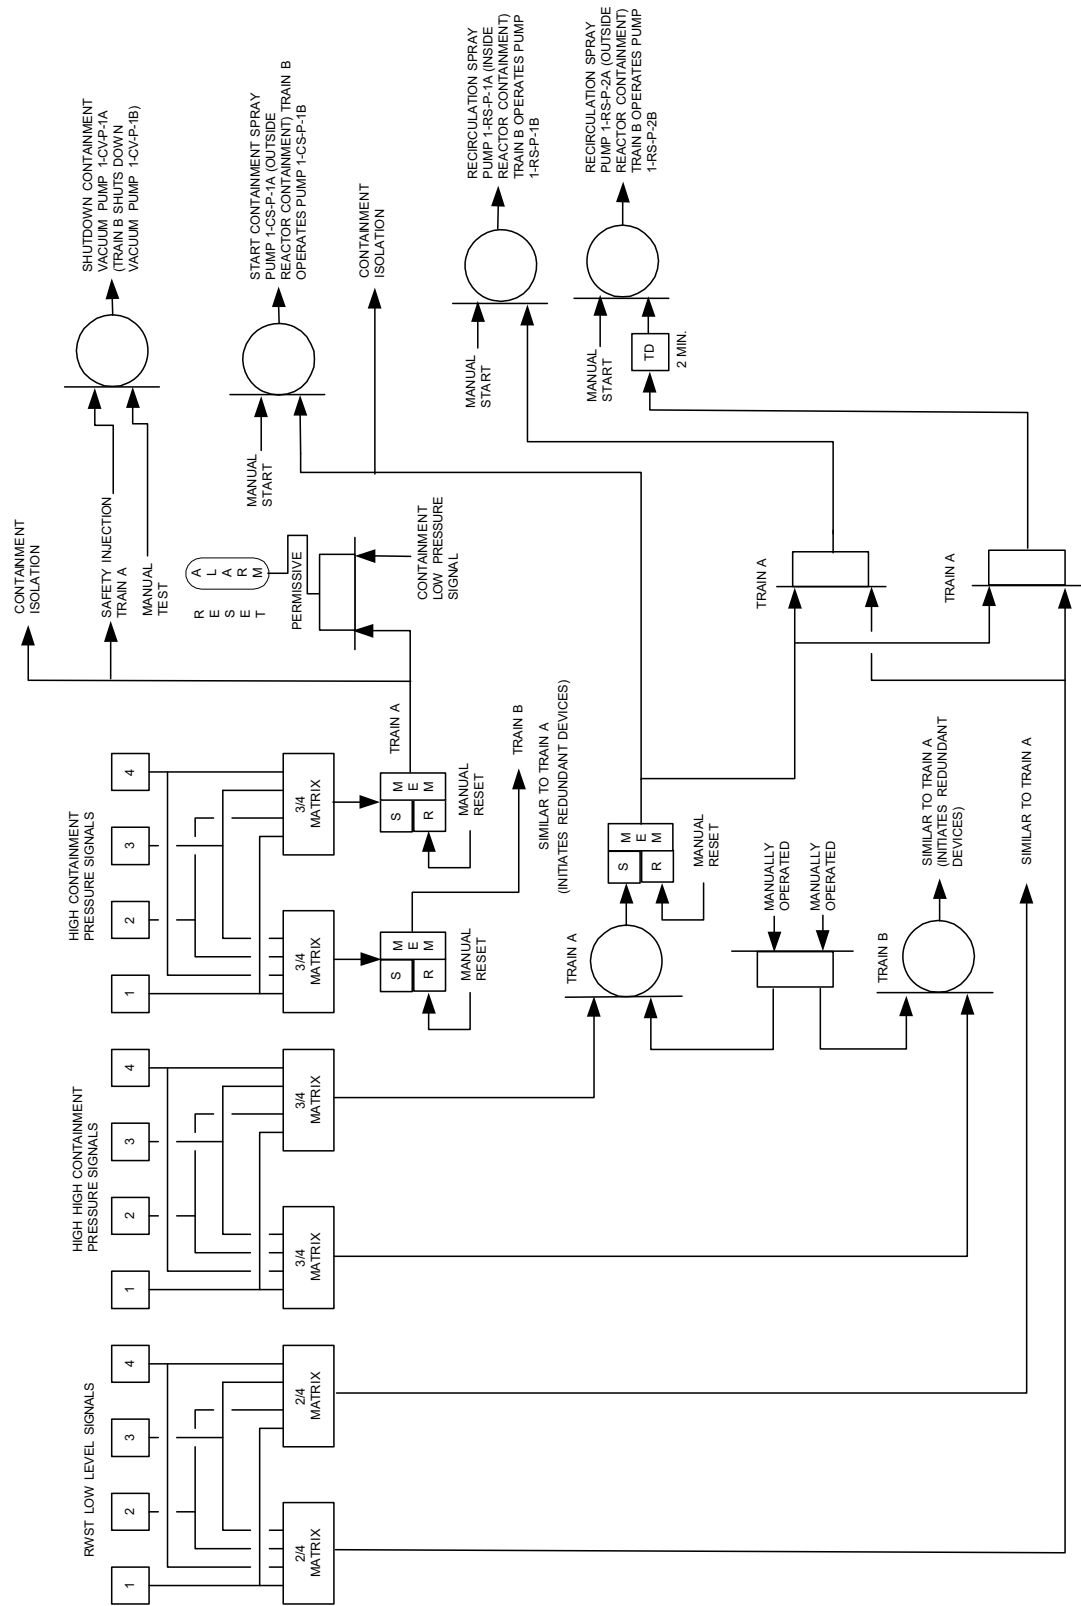 RWST LOW LEVEL SIGNALS
1
2
3
4
2/4
MATRIX
2/4
MATRIX
HIGH HIGH CONTAINMENT
PRESSURE SIGNALS
1
2
3
4
3/4
MATRIX
3/4
MATRIX
HIGH CONTAINMENT
PRESSURE SIGNALS
1
2
3
4
3/4
MATRIX
3/4
MATRIX
S
R
MEM
MANUAL
RESET
TRAIN B
S
R
MEM
MANUAL
RESET
TRAIN A
CONTAINMENT
ISOLATION
SAFETY INJECTION
TRAIN A
MANUAL
TEST
SHUTDOWN CONTAINMENT
VACUUM PUMP 1-CV-P-1A
(TRAIN B SHUTS DOWN
VACUUM PUMP 1-CV-P-1B)
RESET
ALARM
PERMISSIVE
CONTAINMENT
LOW PRESSURE
SIGNAL
MANUAL
START
START CONTAINMENT SPRAY
PUMP 1-CS-P-1A (OUTSIDE
REACTOR CONTAINMENT) TRAIN B
OPERATES PUMP 1-CS-P-1B
CONTAINMENT
ISOLATION
SIMILAR TO TRAIN A
(INITIATES REDUNDANT DEVICES)
TRAIN A
S
R
MEM
MANUAL
RESET
MANUALLY
OPERATED
MANUALLY
OPERATED
TRAIN B
SIMILAR TO TRAIN A
(INITIATES REDUNDANT
DEVICES)
SIMILAR TO TRAIN A
TRAIN A
TRAIN A
MANUAL
START
RECIRCULATION SPRAY
PUMP 1-RS-P-1A (INSIDE
REACTOR CONTAINMENT)
TRAIN B OPERATES PUMP
1-RS-P-1B
MANUAL
START
TD
2 MIN.
RECIRCULATION SPRAY
PUMP 1-RS-P-2A (OUTSIDE
REACTOR CONTAINMENT)
TRAIN B OPERATES PUMP
1-RS-P-2B